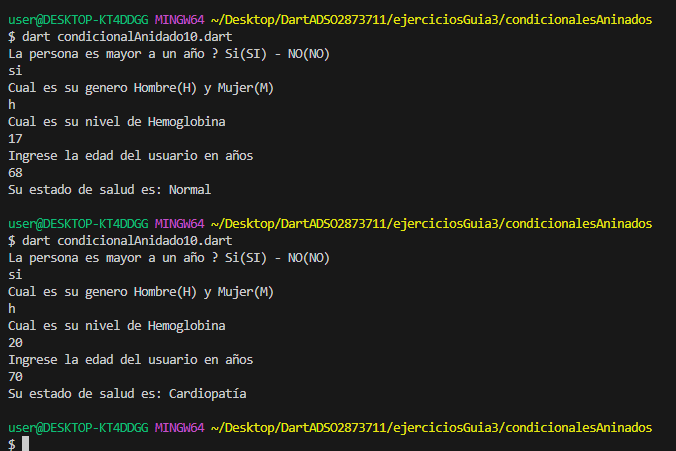 user@DESKTOP-KT4DDGG MINGW64 ~/Desktop/DartADSO2873711/ejerciciosGuia3/condicionalesAninados
$ dart condicionalAnidado10.dart
La persona es mayor a un año ? Si(SI) - NO(NO)
si
Cual es su genero Hombre(H) y Mujer(M)
h
Cual es su nivel de Hemoglobina
17
Ingrese la edad del usuario en años
68
Su estado de salud es: Normal
user@DESKTOP-KT4DDGG MINGW64 ~/Desktop/DartADSO2873711/ejerciciosGuia3/condicionalesAninados
$ dart condicionalAnidado10.dart
La persona es mayor a un año ? Si(SI) - NO(NO)
si
Cual es su genero Hombre(H) y Mujer(M)
h
Cual es su nivel de Hemoglobina
20
Ingrese la edad del usuario en años
70
Su estado de salud es: Cardiopatía
user@DESKTOP-KT4DDGG MINGW64 ~/Desktop/DartADSO2873711/ejerciciosGuia3/condicionalesAninados
$